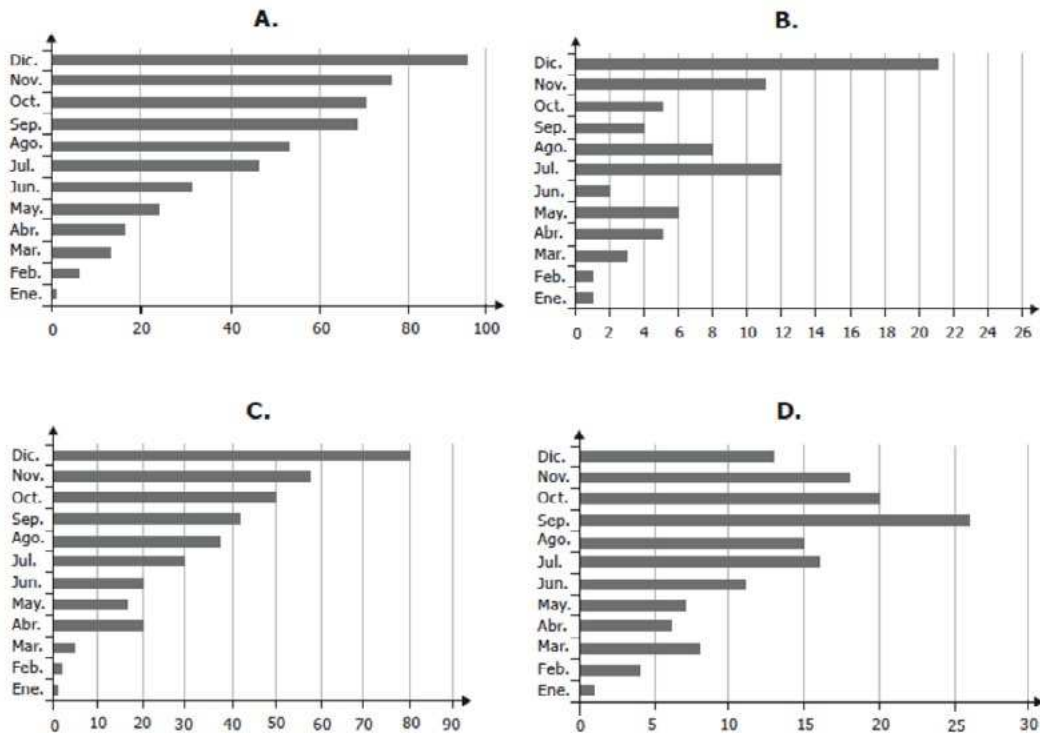 A.
Dic.
Nov.
Oct.
Sep.
Ago.
Jul.
Jun.
May.
Abr.
Mar.
Feb.
Ene.
0 20 40 60 80 100
B.
Dic.
Nov.
Oct.
Sep.
Ago.
Jul.
Jun.
May.
Abr.
Mar.
Feb.
Ene.
0 2 4 6 8 10 12 14 16 18 20 22 24 26
C.
Dic.
Nov.
Oct.
Sep.
Ago.
Jul.
Jun.
May.
Abr.
Mar.
Feb.
Ene.
0 10 20 30 40 50 60 70 80 90
D.
Dic.
Nov.
Oct.
Sep.
Ago.
Jul.
Jun.
May.
Abr.
Mar.
Feb.
Ene.
0 5 10 15 20 25 30